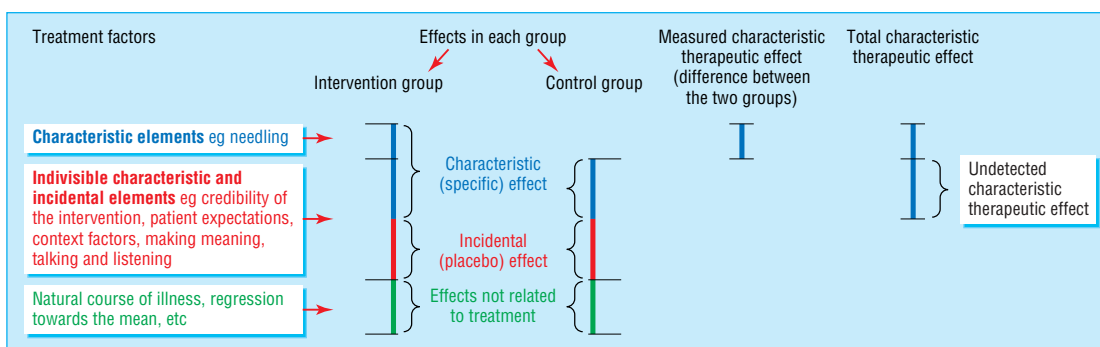 Treatment factors
Effects in each group
Intervention group
Control group
Measured characteristic
therapeutic effect
(difference between
the two groups)
Total characteristic
therapeutic effect
Characteristic elements eg needling
Indivisible characteristic and
incidental elements eg credibility of
the intervention, patient expectations,
context factors, making meaning,
talking and listening
Natural course of illness, regression
towards the mean, etc
Characteristic
(specific) effect
Incidental
(placebo) effect
Effects not related
to treatment
Undetected
characteristic
therapeutic effect